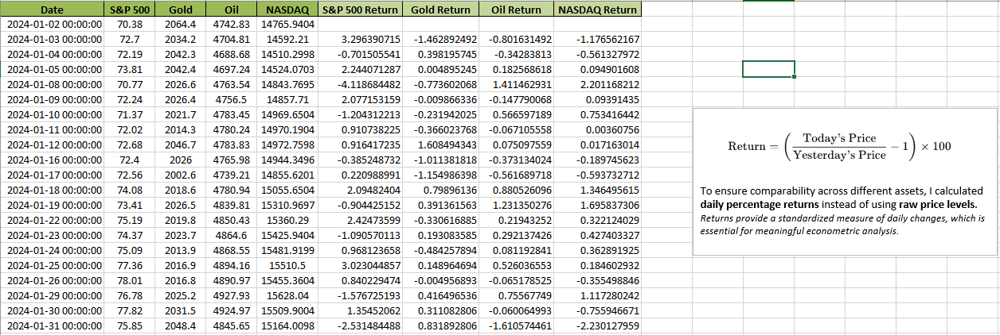 Date S&P 500 Gold Oil NASDAQ S&P 500 Return Gold Return Oil Return NASDAQ Return
2024-01-02 00:00:00 70.38 2064.4 4742.83 14765.9404
2024-01-03 00:00:00 72.7 2034.2 4704.81 14592.21 3.296390715 -1.462892492 -0.801631492 -1.176562167
2024-01-04 00:00:00 72.19 2042.3 4688.68 14510.2998 -0.701505541 0.398195745 -0.34283813 -0.561327972
2024-01-05 00:00:00 73.81 2042.4 4697.24 14524.0703 2.244071287 0.004895245 0.182568618 0.094901608
2024-01-08 00:00:00 70.77 2026.6 4763.54 14843.7695 -4.118684482 -0.773602068 1.411462931 2.201168212
2024-01-09 00:00:00 72.24 2026.4 4756.5 14857.71 2.077153159 -0.009866336 -0.147790068 0.09391435
2024-01-10 00:00:00 71.37 2021.7 4783.45 14969.6504 -1.204312213 -0.231942025 0.566597189 0.753416442
2024-01-11 00:00:00 72.02 2014.3 4780.24 14970.1904 0.910738225 -0.366023768 -0.067105558 0.00360756
2024-01-12 00:00:00 72.68 2046.7 4783.83 14972.7598 0.916417235 1.608494343 0.075097559 0.017163014
2024-01-16 00:00:00 72.4 2026 4765.98 14944.3496 -0.385248732 -1.011381818 -0.373134024 -0.189745623
2024-01-17 00:00:00 72.56 2002.6 4739.21 14855.6201 0.220988991 -1.154986398 -0.561689718 -0.593732712
2024-01-18 00:00:00 74.08 2018.6 4780.94 15055.6504 2.09482404 0.79896136 0.880526096 1.346495615
2024-01-19 00:00:00 73.41 2026.5 4839.81 15310.9697 -0.904425152 0.391361563 1.231350276 1.695837306
2024-01-22 00:00:00 75.19 2019.8 4850.43 15360.29 2.42473599 -0.330616885 0.21943252 0.322124029
2024-01-23 00:00:00 74.37 2023.7 4864.6 15425.9404 -1.090570113 0.193083585 0.292137426 0.427403327
2024-01-24 00:00:00 75.09 2013.9 4868.55 15481.9199 0.968123658 -0.484257894 0.081192841 0.362891925
2024-01-25 00:00:00 77.36 2016.9 4894.16 15510.5 3.023044857 0.148964694 0.526036553 0.184602932
2024-01-26 00:00:00 78.01 2016.8 4890.97 15455.3604 0.840229474 -0.004956893 -0.065178525 -0.355498846
2024-01-29 00:00:00 76.78 2025.2 4927.93 15628.04 -1.576725193 0.416496536 0.75567749 1.117280242
2024-01-30 00:00:00 77.82 2031.5 4924.97 15509.9004 1.35452062 0.311082806 -0.060064993 -0.755946671
2024-01-31 00:00:00 75.85 2048.4 4845.65 15164.0098 -2.531484488 0.831892806 -1.610574461 -2.230127959
Return = (Today's Price / Yesterday's Price − 1) × 100
To ensure comparability across different assets, I calculated
daily percentage returns instead of using raw price levels.
Returns provide a standardized measure of daily changes, which is
essential for meaningful econometric analysis.